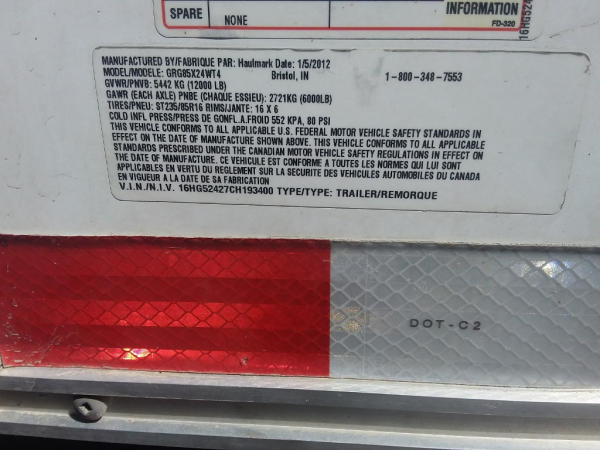 SPARE NONE INFORMATION
FD-320
16HG524
MANUFACTURED BY/FABRIQUE PAR: Haulmark Date: 1/5/2012
MODEL/MODELE: GRG85X24WT4 Bristol, IN 1-800-348-7553
GVWR/PNVB: 5442 KG (12000 LB)
GAWR (EACH AXLE) PNBE (CHAQUE ESSIEU): 2721KG (6000LB)
TIRES/PNEU: ST235/85R16 RIMS/JANTE: 16 X 6
COLD INFL PRESS/PRESS DE GONFL.A.FROID 552 KPA, 80 PSI
THIS VEHICLE CONFORMS TO ALL APPLICABLE U.S. FEDERAL MOTOR VEHICLE SAFETY STANDARDS IN
EFFECT ON THE DATE OF MANUFACTURE SHOWN ABOVE. THIS VEHICLE CONFORMS TO ALL APPLICABLE
STANDARDS PRESCRIBED UNDER THE CANADIAN MOTOR VEHICLE SAFETY REGULATIONS IN EFFECT ON
THE DATE OF MANUFACTURE. CE VEHICULE EST CONFORME A TOUTES LES NORMES QUI LUI SONT
APPLICABLES EN VERTU DU REGLEMENT SUR LA SECURITE DES VEHICULES AUTOMOBILES DU CANADA
EN VIGUEUR A LA DATE DE SA FABRICATION
V.I.N./N.I.V. 16HG52427CH193400 TYPE/TYPE: TRAILER/REMORQUE
DOT-C2